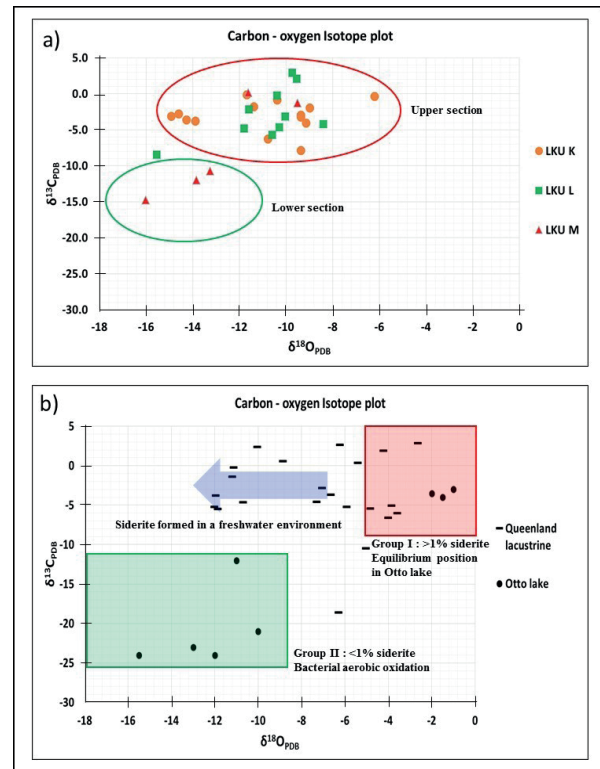 a)
Carbon - oxygen Isotope plot
5.0
0.0
-5.0
-10.0
-15.0
-20.0
-25.0
-30.0
δ13CPDB
Upper section
Lower section
LKU K
LKU L
LKU M
-18
-16
-14
-12
-10
-8
-6
-4
-2
0
δ18OPDB
b)
Carbon - oxygen Isotope plot
5
0
-5
-10
-15
-20
-25
-30
δ13CPDB
Siderite formed in a freshwater environment
Group I : >1% siderite
Equilibrium position
in Otto lake
Group II : <1% siderite
Bacterial aerobic oxidation
Queenland
lacustrine
Otto lake
-18
-16
-14
-12
-10
-8
-6
-4
-2
0
δ18OPDB